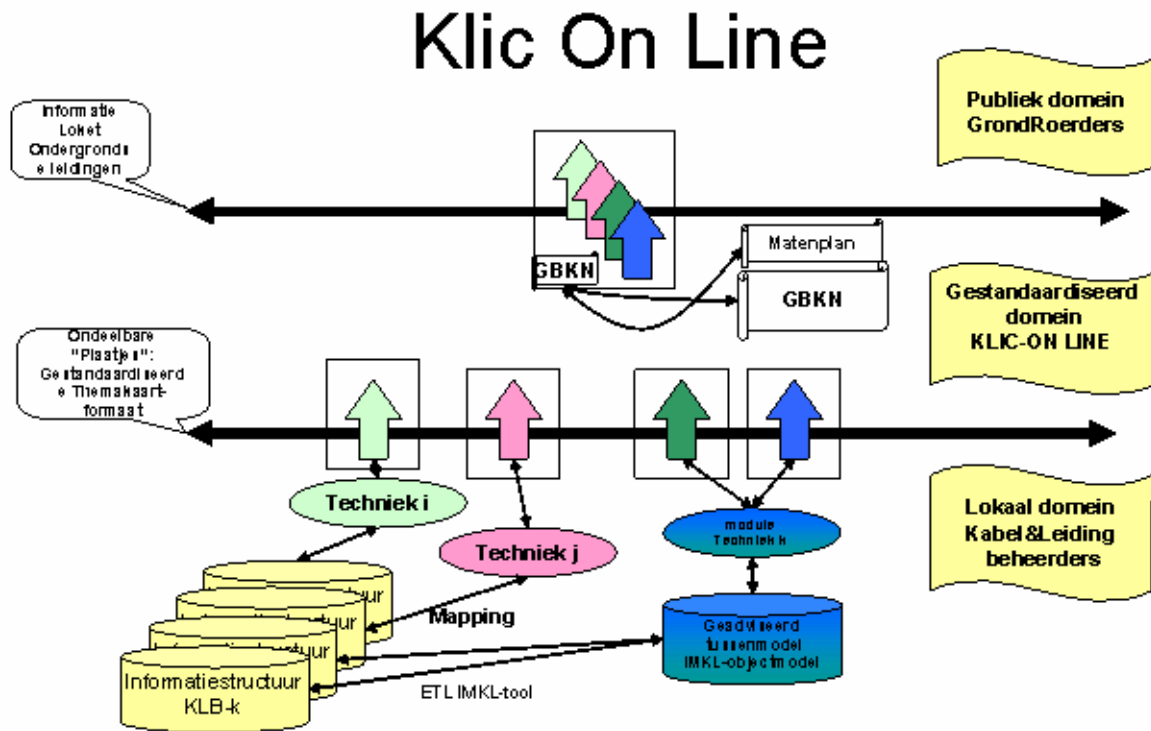 Klic On Line
Informatie
Loket
Ondergronds
e leidingen
Publiek domein
GrondRoerders
Matenplan
GBKN
GBKN
Gestandaardiseerd
domein
KLIC-ON LINE
Ondeelbare
"Plaatjes":
Gestandaardiseerd
e Themakaart-
formaat
Techniek i
Techniek j
module
Techniek k
Lokaal domein
Kabel&Leiding
beheerders
Mapping
Geadviseerd
tussenmodel
IMKL-objectmodel
Informatiestructuur
KLB-k
ETL IMKL-tool